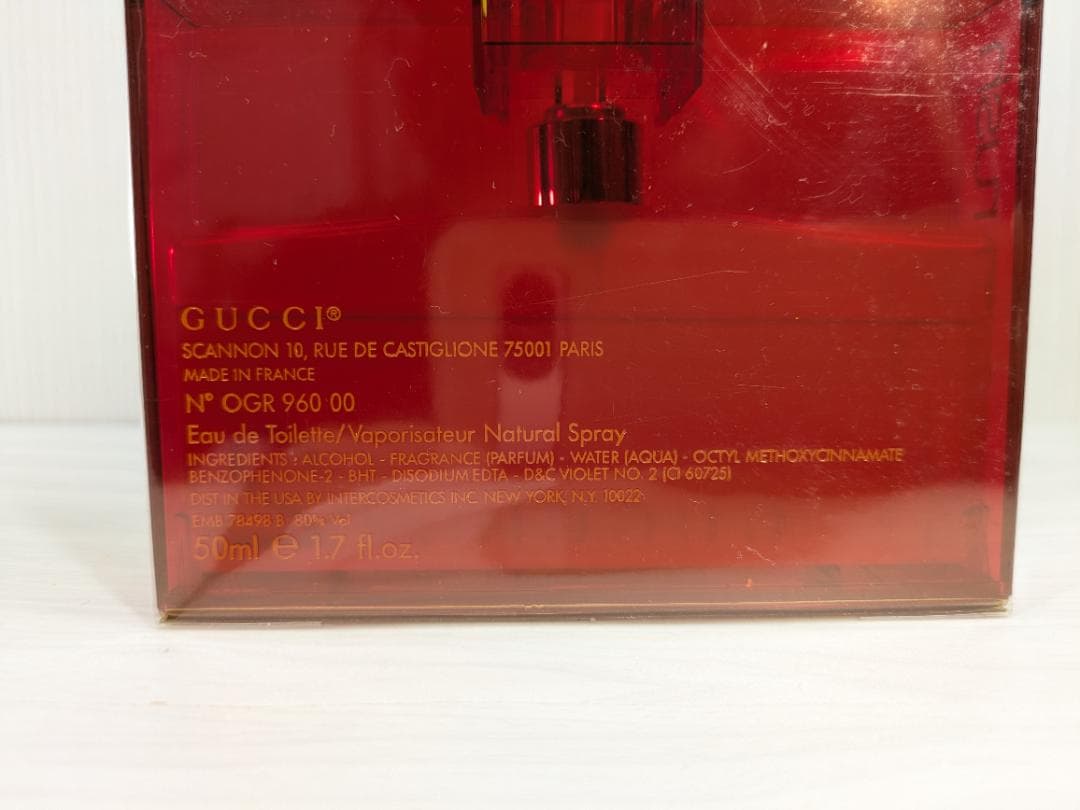 GUCCI®
SCANNON 10, RUE DE CASTIGLIONE 75001 PARIS
MADE IN FRANCE
N° OGR 960 00
Eau de Toilette/Vaporisateur Natural Spray
INGREDIENTS : ALCOHOL - FRAGRANCE (PARFUM) - WATER (AQUA) - OCTYL METHOXYCINNAMATE
BENZOPHENONE-2 - BHT - DISODIUM EDTA - D&C VIOLET NO. 2 (CI 60725)
DIST IN THE USA BY INTERCOSMETICS INC. NEW YORK, N.Y. 10022
EMB 78498 B 80% Vol
50ml e 1.7 fl.oz.